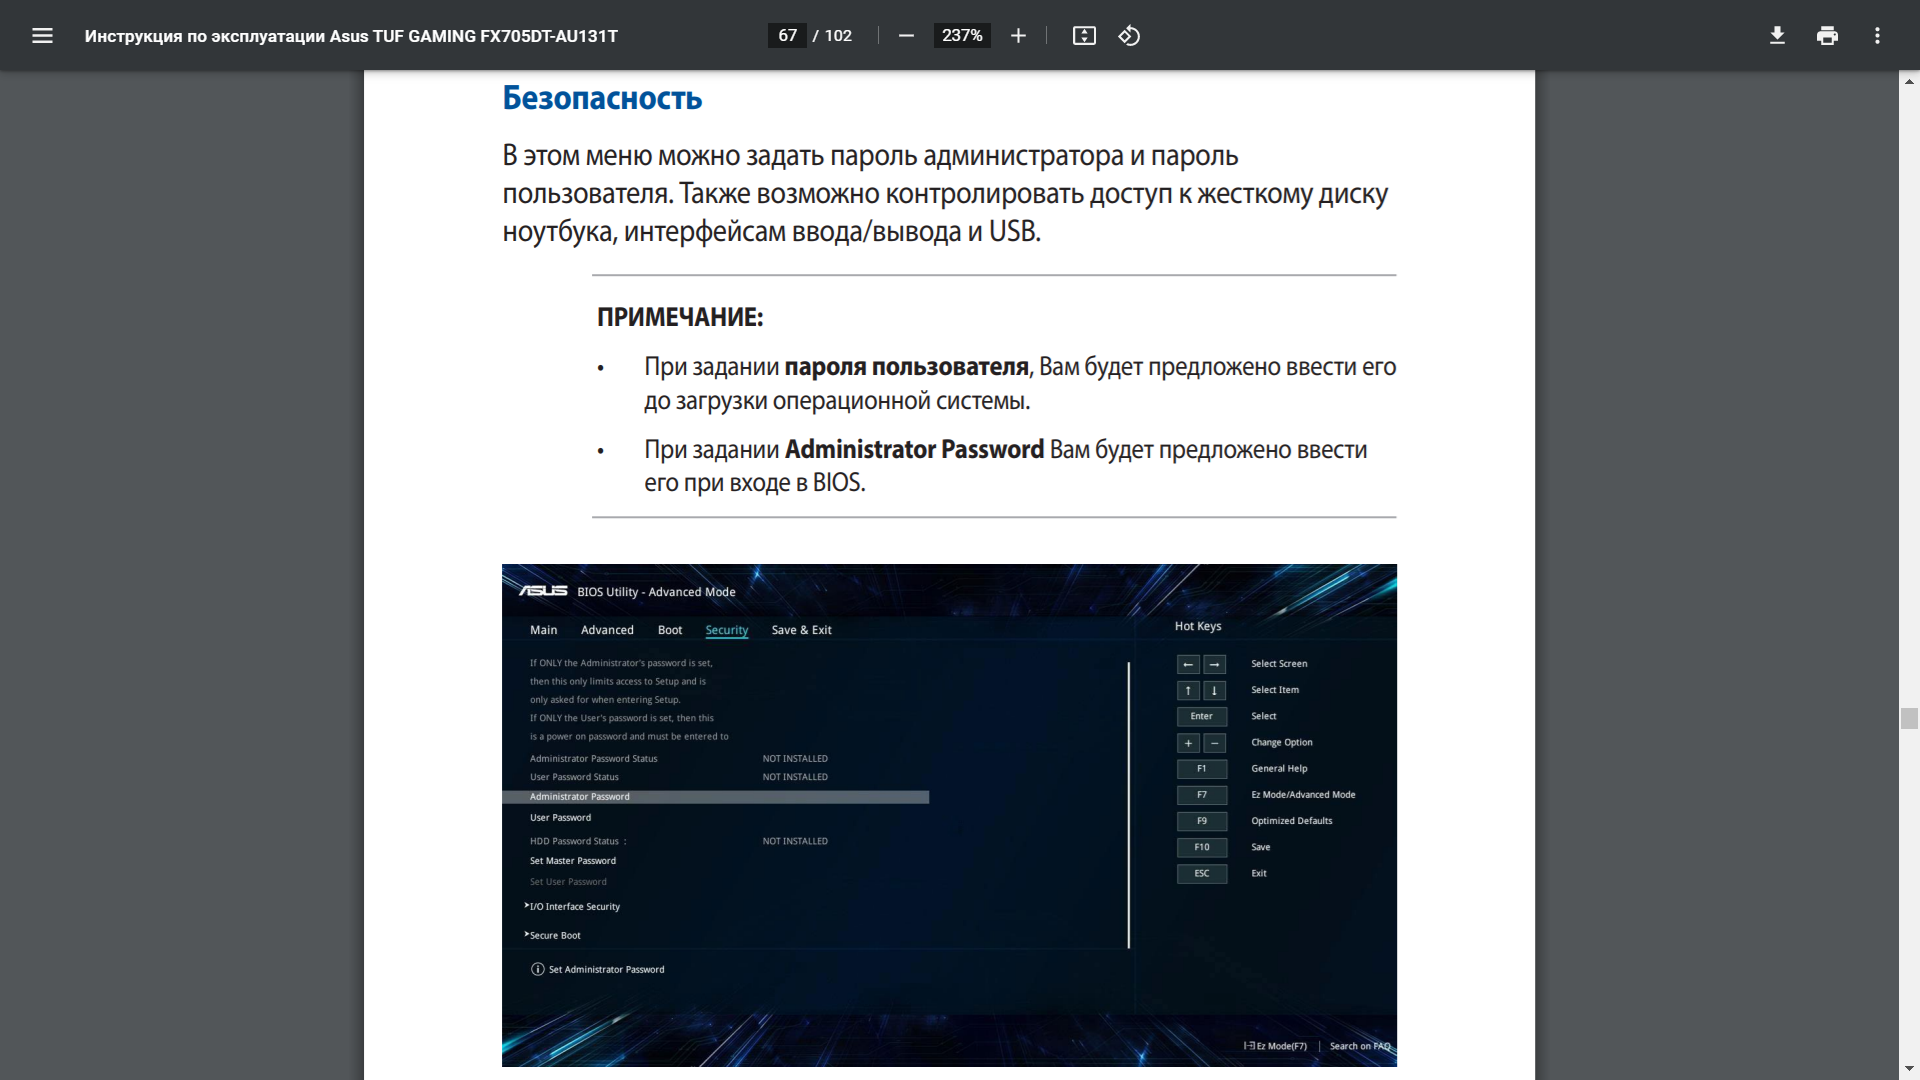 Инструкция по эксплуатации Asus TUF GAMING FX705DT-AU131T
67 / 102
237%
Безопасность
В этом меню можно задать пароль администратора и пароль
пользователя. Также возможно контролировать доступ к жесткому диску
ноутбука, интерфейсам ввода/вывода и USB.
ПРИМЕЧАНИЕ:
• При задании пароля пользователя, Вам будет предложено ввести его
до загрузки операционной системы.
• При задании Administrator Password Вам будет предложено ввести
его при входе в BIOS.
ASUS BIOS Utility - Advanced Mode
Main Advanced Boot Security Save & Exit
If ONLY the Administrator's password is set,
then this only limits access to Setup and is
only asked for when entering Setup.
If ONLY the User's password is set, then this
is a power on password and must be entered to
Administrator Password Status NOT INSTALLED
User Password Status NOT INSTALLED
Administrator Password
User Password
HDD Password Status : NOT INSTALLED
Set Master Password
Set User Password
I/O Interface Security
Secure Boot
Set Administrator Password
Hot Keys
← → Select Screen
↑ ↓ Select Item
Enter Select
+ − Change Option
F1 General Help
F7 Ez Mode/Advanced Mode
F9 Optimized Defaults
F10 Save
ESC Exit
Ez Mode(F7) | Search on FAQ